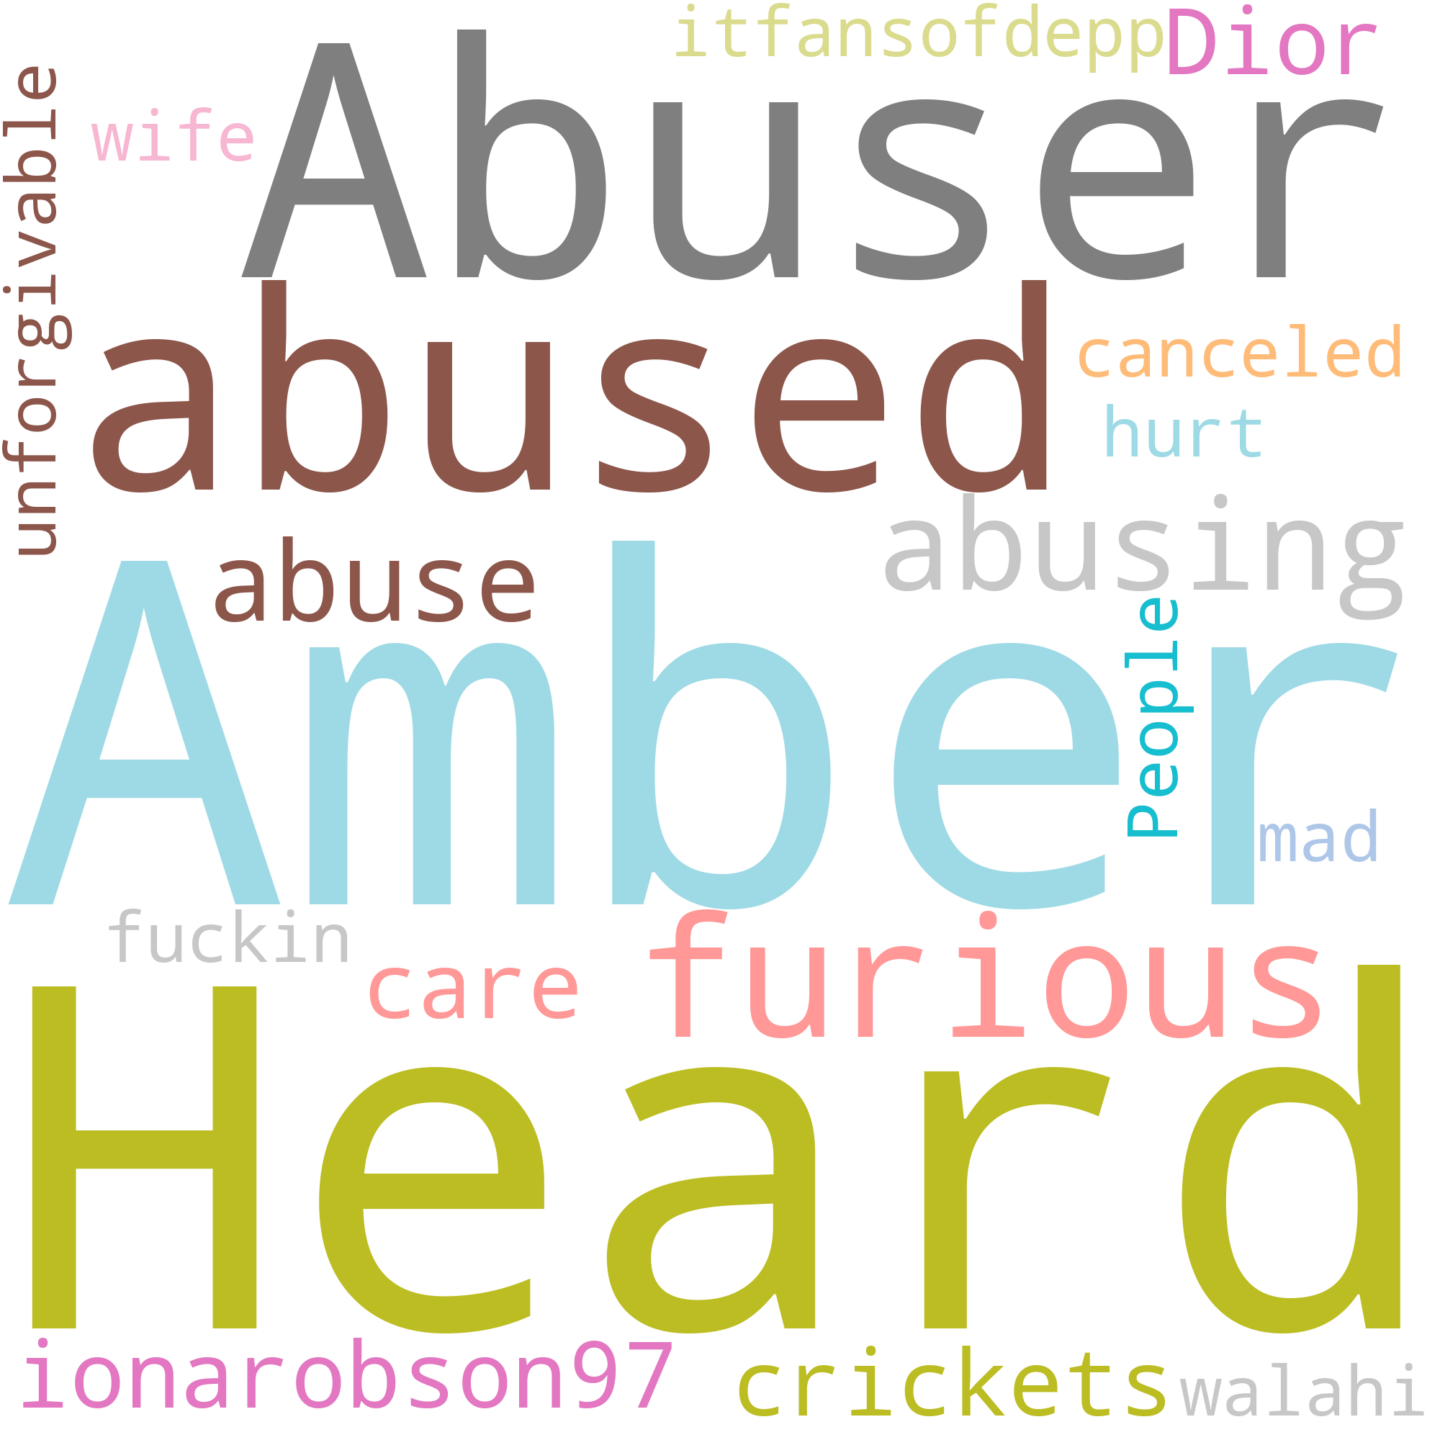 itfansofdepp
Dior
Abuser
wife
unforgivable
abused
canceled
hurt
abusing
abuse
Amber
People
mad
fuckin
care
furious
Heard
ionarobson97
crickets
walahi